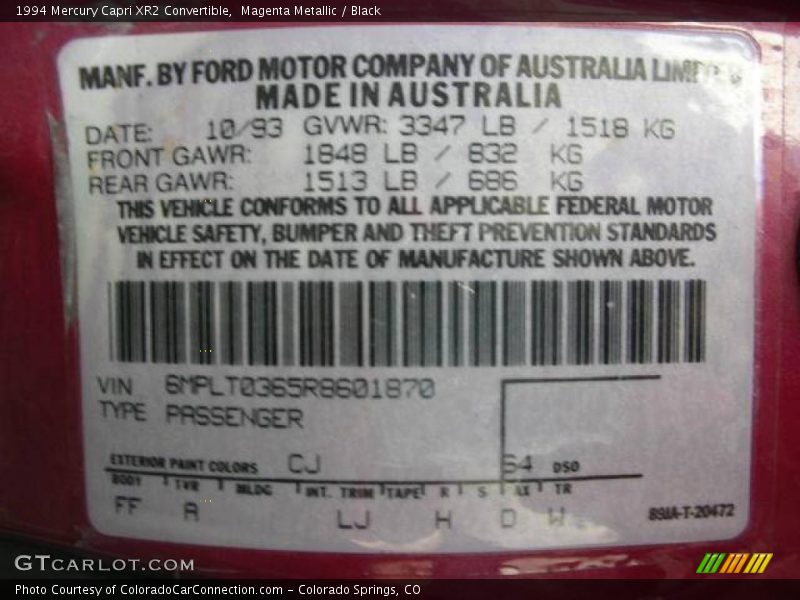 1994 Mercury Capri XR2 Convertible, Magenta Metallic / Black
MANF. BY FORD MOTOR COMPANY OF AUSTRALIA LIMITED
MADE IN AUSTRALIA
DATE: 10/93 GVWR: 3347 LB / 1518 KG
FRONT GAWR: 1848 LB / 832 KG
REAR GAWR: 1513 LB / 686 KG
THIS VEHICLE CONFORMS TO ALL APPLICABLE FEDERAL MOTOR
VEHICLE SAFETY, BUMPER AND THEFT PREVENTION STANDARDS
IN EFFECT ON THE DATE OF MANUFACTURE SHOWN ABOVE.
VIN 6MPLT0365R8601870
TYPE PASSENGER
EXTERIOR PAINT COLORS CJ 64 DSO
BODY TVR MLDG INT. TRIM TAPE R S AX TR
FF A LJ H D W 89IA-T-20472
GTCARLOT.COM
Photo Courtesy of ColoradoCarConnection.com - Colorado Springs, CO